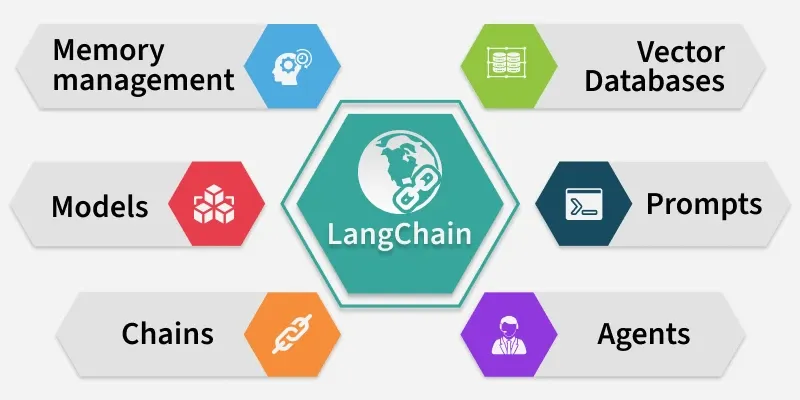 Memory
management
Vector
Databases
Models
LangChain
Prompts
Chains
Agents